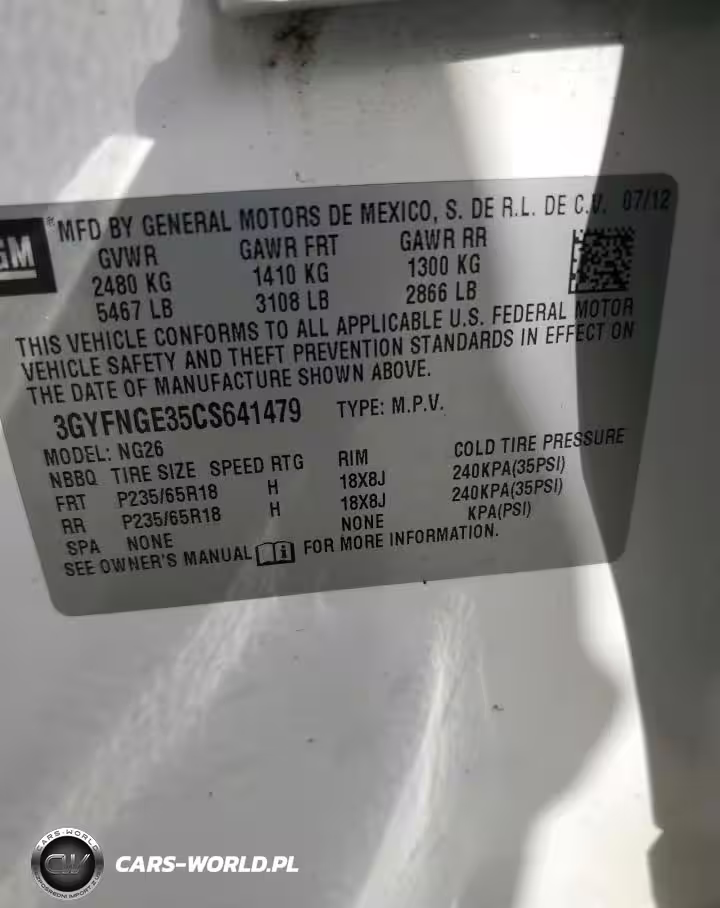 GM
®MFD BY GENERAL MOTORS DE MEXICO, S. DE R.L. DE C.V. 07/12
GVWR GAWR FRT GAWR RR
2480 KG 1410 KG 1300 KG
5467 LB 3108 LB 2866 LB
THIS VEHICLE CONFORMS TO ALL APPLICABLE U.S. FEDERAL MOTOR
VEHICLE SAFETY AND THEFT PREVENTION STANDARDS IN EFFECT ON
THE DATE OF MANUFACTURE SHOWN ABOVE.
3GYFNGE35CS641479 TYPE: M.P.V.
MODEL: NG26
NBBQ TIRE SIZE SPEED RTG RIM COLD TIRE PRESSURE
FRT P235/65R18 H 18X8J 240KPA(35PSI)
RR P235/65R18 H 18X8J 240KPA(35PSI)
SPA NONE NONE KPA(PSI)
SEE OWNER'S MANUAL FOR MORE INFORMATION.
CARS-WORLD
CW
CARS-WORLD.PL